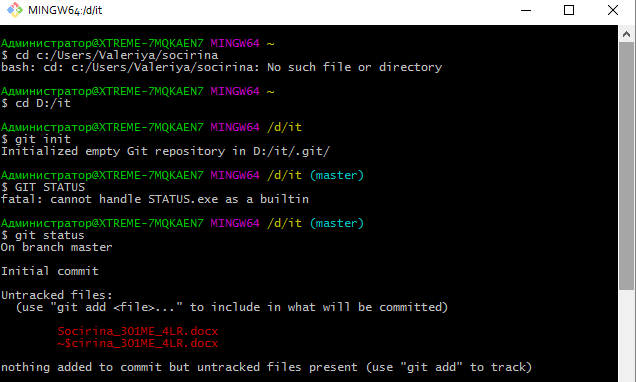 MINGW64:/d/it
Администратор@XTREME-7MQKAEN7 MINGW64 ~
$ cd c:/Users/Valeriya/socirina
bash: cd: c:/Users/Valeriya/socirina: No such file or directory
Администратор@XTREME-7MQKAEN7 MINGW64 ~
$ cd D:/it
Администратор@XTREME-7MQKAEN7 MINGW64 /d/it
$ git init
Initialized empty Git repository in D:/it/.git/
Администратор@XTREME-7MQKAEN7 MINGW64 /d/it (master)
$ GIT STATUS
fatal: cannot handle STATUS.exe as a builtin
Администратор@XTREME-7MQKAEN7 MINGW64 /d/it (master)
$ git status
On branch master
Initial commit
Untracked files:
(use "git add <file>..." to include in what will be committed)
Socirina_301ME_4LR.docx
~$cirina_301ME_4LR.docx
nothing added to commit but untracked files present (use "git add" to track)